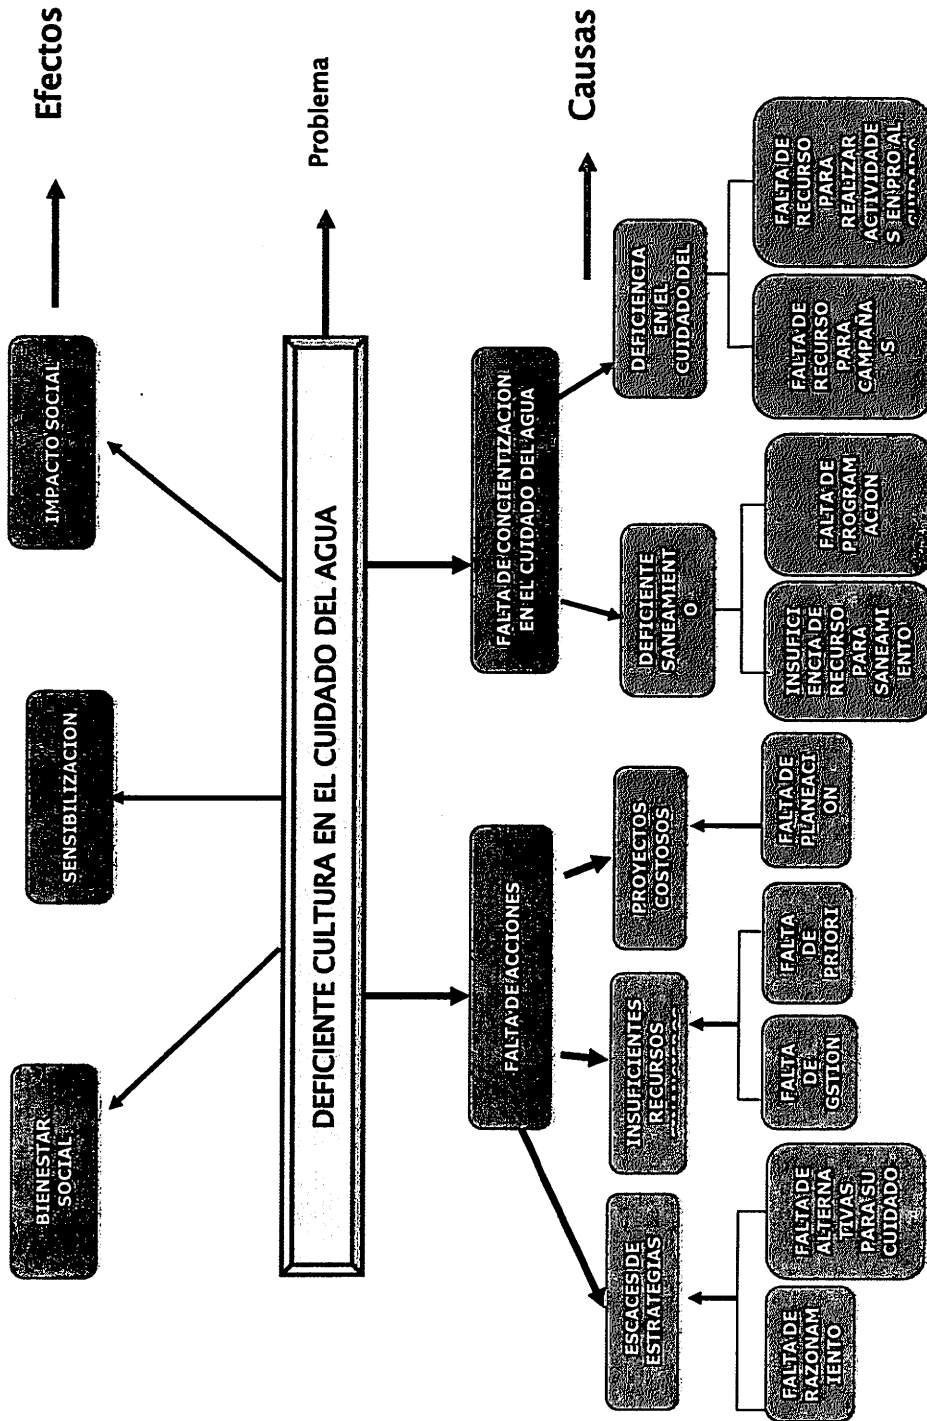 BIENESTAR
SOCIAL
SENSIBILIZACION
IMPACTO SOCIAL
Efectos
DEFICIENTE CULTURA EN EL CUIDADO DEL AGUA
Problema
FALTA DE ACCIONES
FALTA DE CONCIENTIZACION
EN EL CUIDADO DEL AGUA
Causas
ESCACES DE
ESTRATEGIAS
INSUFICIENTES
RECURSOS
PROYECTOS
COSTOSOS
DEFICIENTE
SANEAMIENT
O
DEFICIENCIA
EN EL
CUIDADO DEL
FALTA DE
RAZONAM
IENTO
FALTA DE
ALTERNA
TIVAS
PARA SU
CUIDADO
FALTA
DE
GSTION
FALTA
DE
PRIORI
FALTA DE
PLANEACI
ON
INSUFICI
ENCIA DE
RECURSO
PARA
SANEAMI
ENTO
FALTA DE
PROGRAM
ACION
FALTA DE
RECURSO
PARA
CAMPAÑA
S
FALTA DE
RECURSO
PARA
REALIZAR
ACTIVIDADE
S EN PRO AL